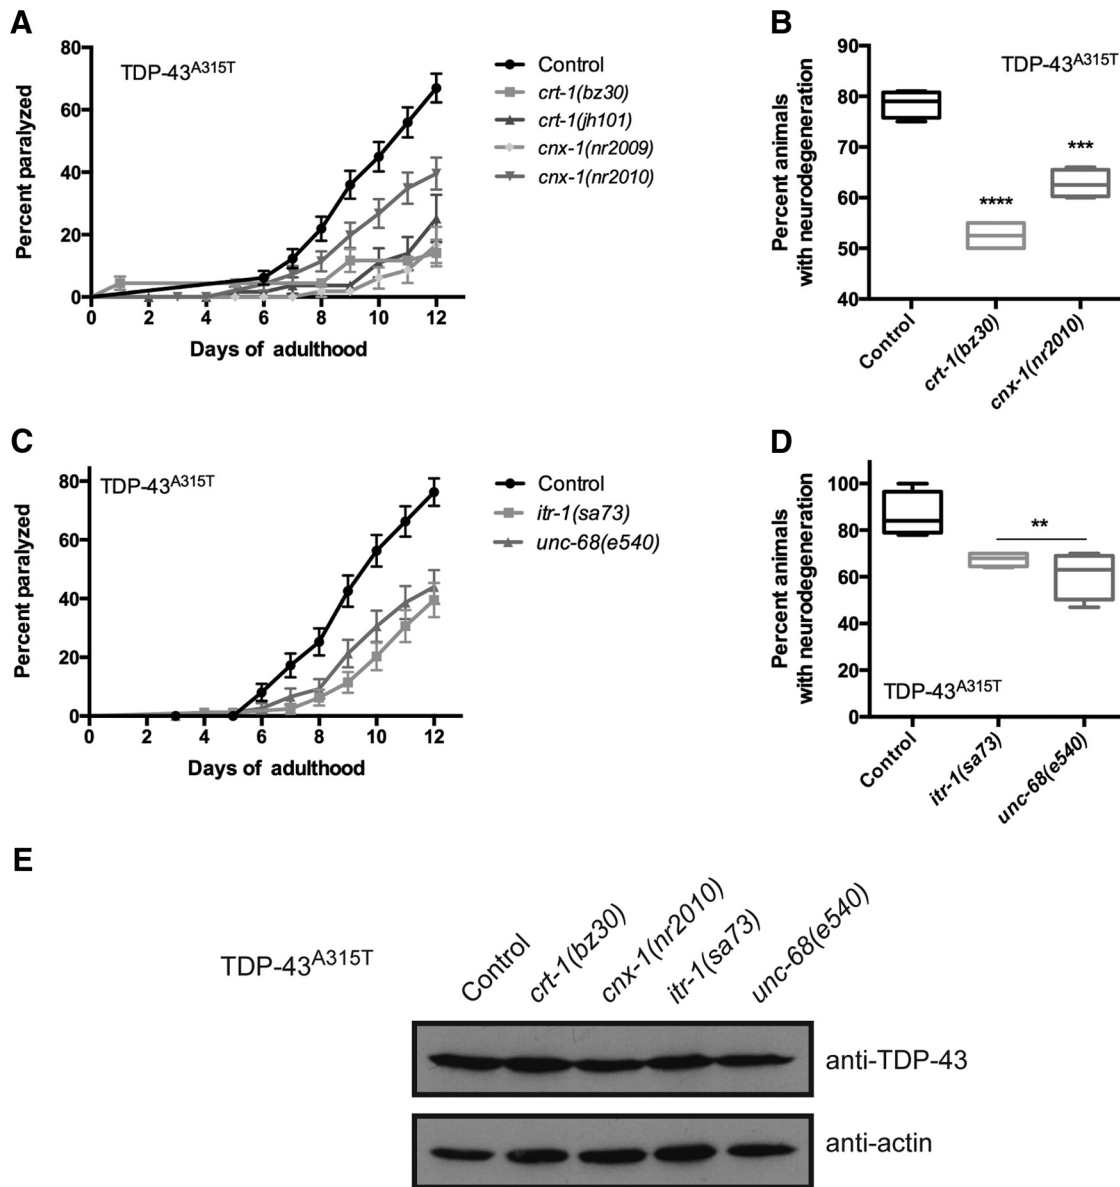 A
TDP-43A315T
Percent paralyzed
80
60
40
20
0
0 2 4 6 8 10 12
Days of adulthood
Control
crt-1(bz30)
crt-1(jh101)
cnx-1(nr2009)
cnx-1(nr2010)
B
TDP-43A315T
Percent animals
with neurodegeneration
90
80
70
60
50
40
****
***
Control
crt-1(bz30)
cnx-1(nr2010)
C
TDP-43A315T
Percent paralyzed
80
60
40
20
0
0 2 4 6 8 10 12
Days of adulthood
Control
itr-1(sa73)
unc-68(e540)
D
Percent animals
with neurodegeneration
100
80
60
40
20
0
**
TDP-43A315T
Control
itr-1(sa73)
unc-68(e540)
E
TDP-43A315T
Control
crt-1(bz30)
cnx-1(nr2010)
itr-1(sa73)
unc-68(e540)
anti-TDP-43
anti-actin